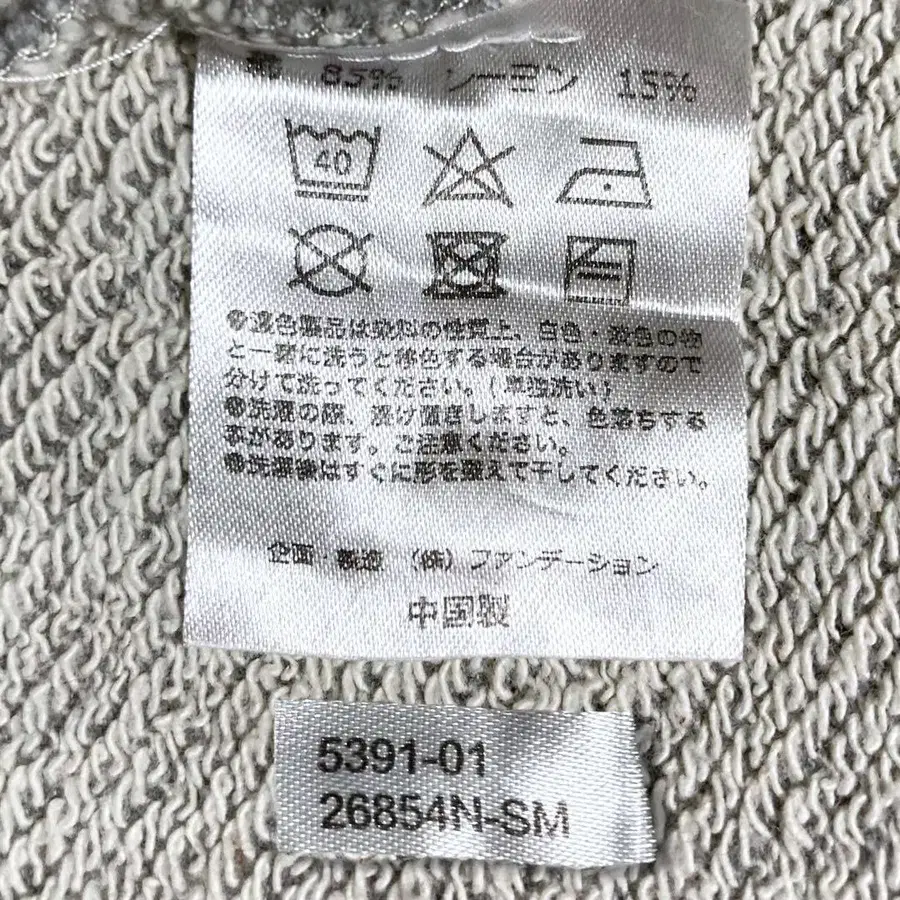 綿 85% レーヨン 15%
40
●濃色製品は染料の性質上、白色・淡色の物
と一緒に洗うと移色する場合がありますので
分けて洗ってください。(単独洗い)
●洗濯の際、漬け置きしますと、色落ちする
事があります。ご注意ください。
●洗濯後はすぐに形を整えて干してください。
企画・製造 (株)ファンデーション
中国製
5391-01
26854N-SM